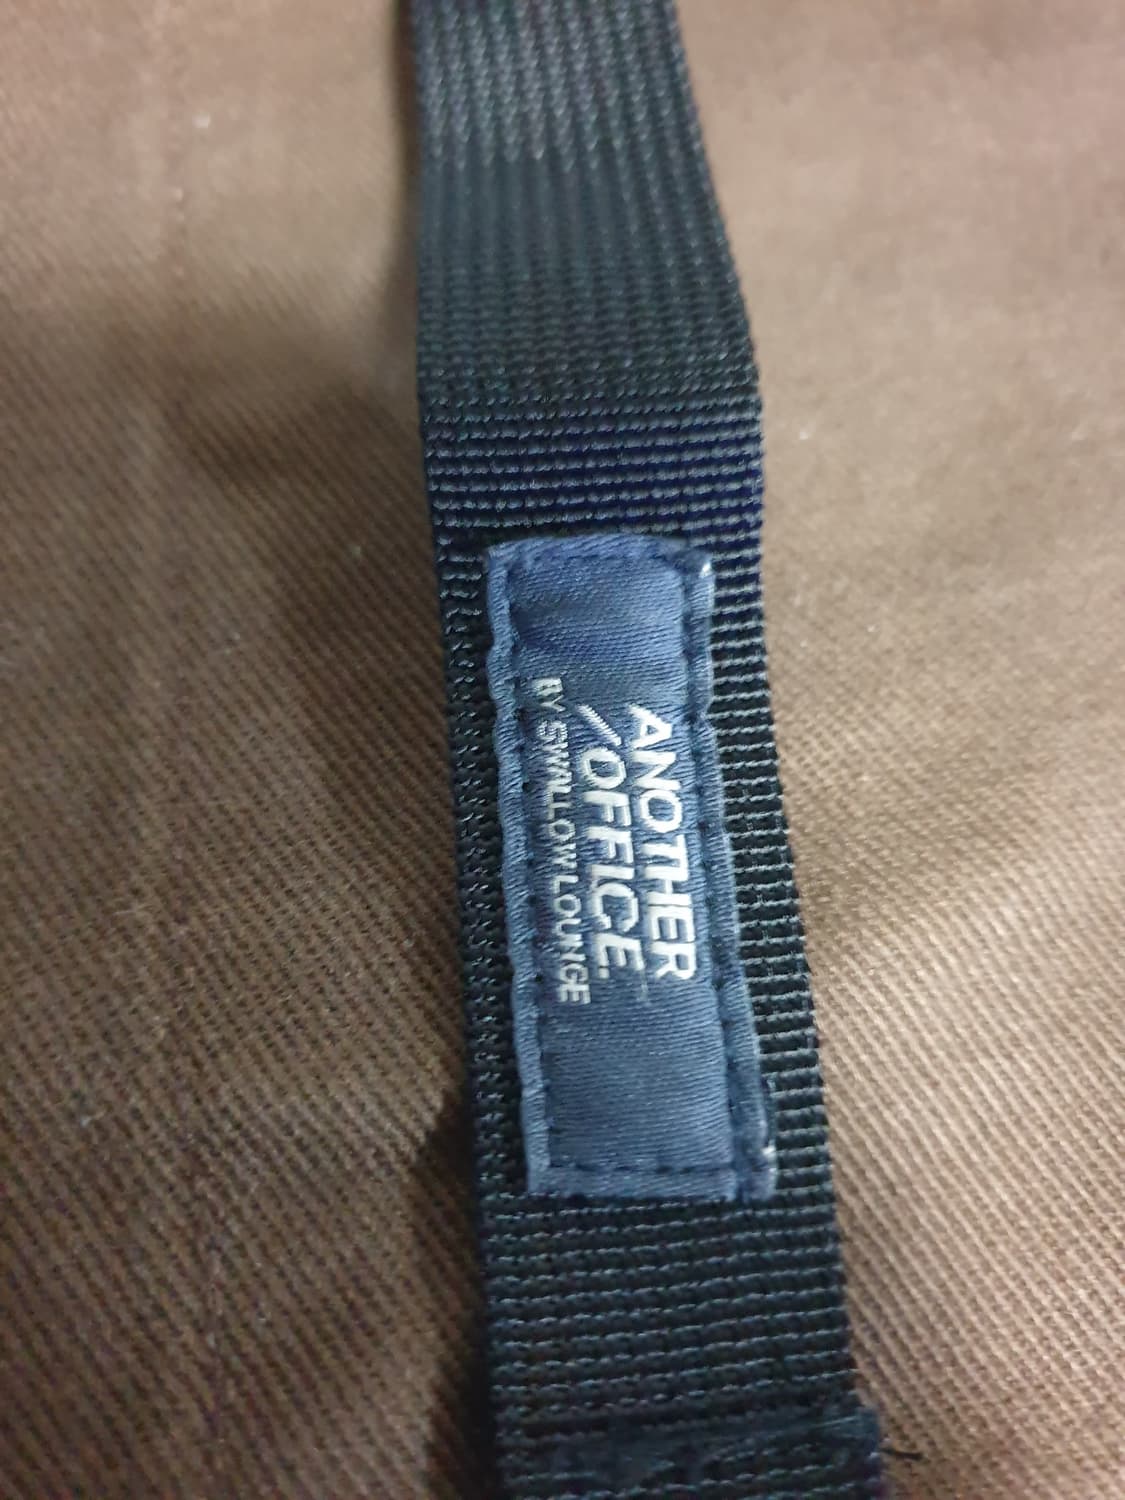 ANOTHER
/OFFICE.
BY SWALLOW LOUNGE